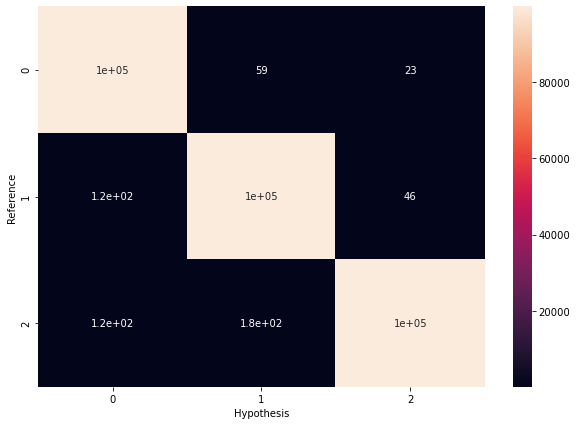 0 1e+05 59 23 80000
60000
Reference 1 1.2e+02 1e+05 46
40000
2 1.2e+02 1.8e+02 1e+05 20000
0 1 2
Hypothesis